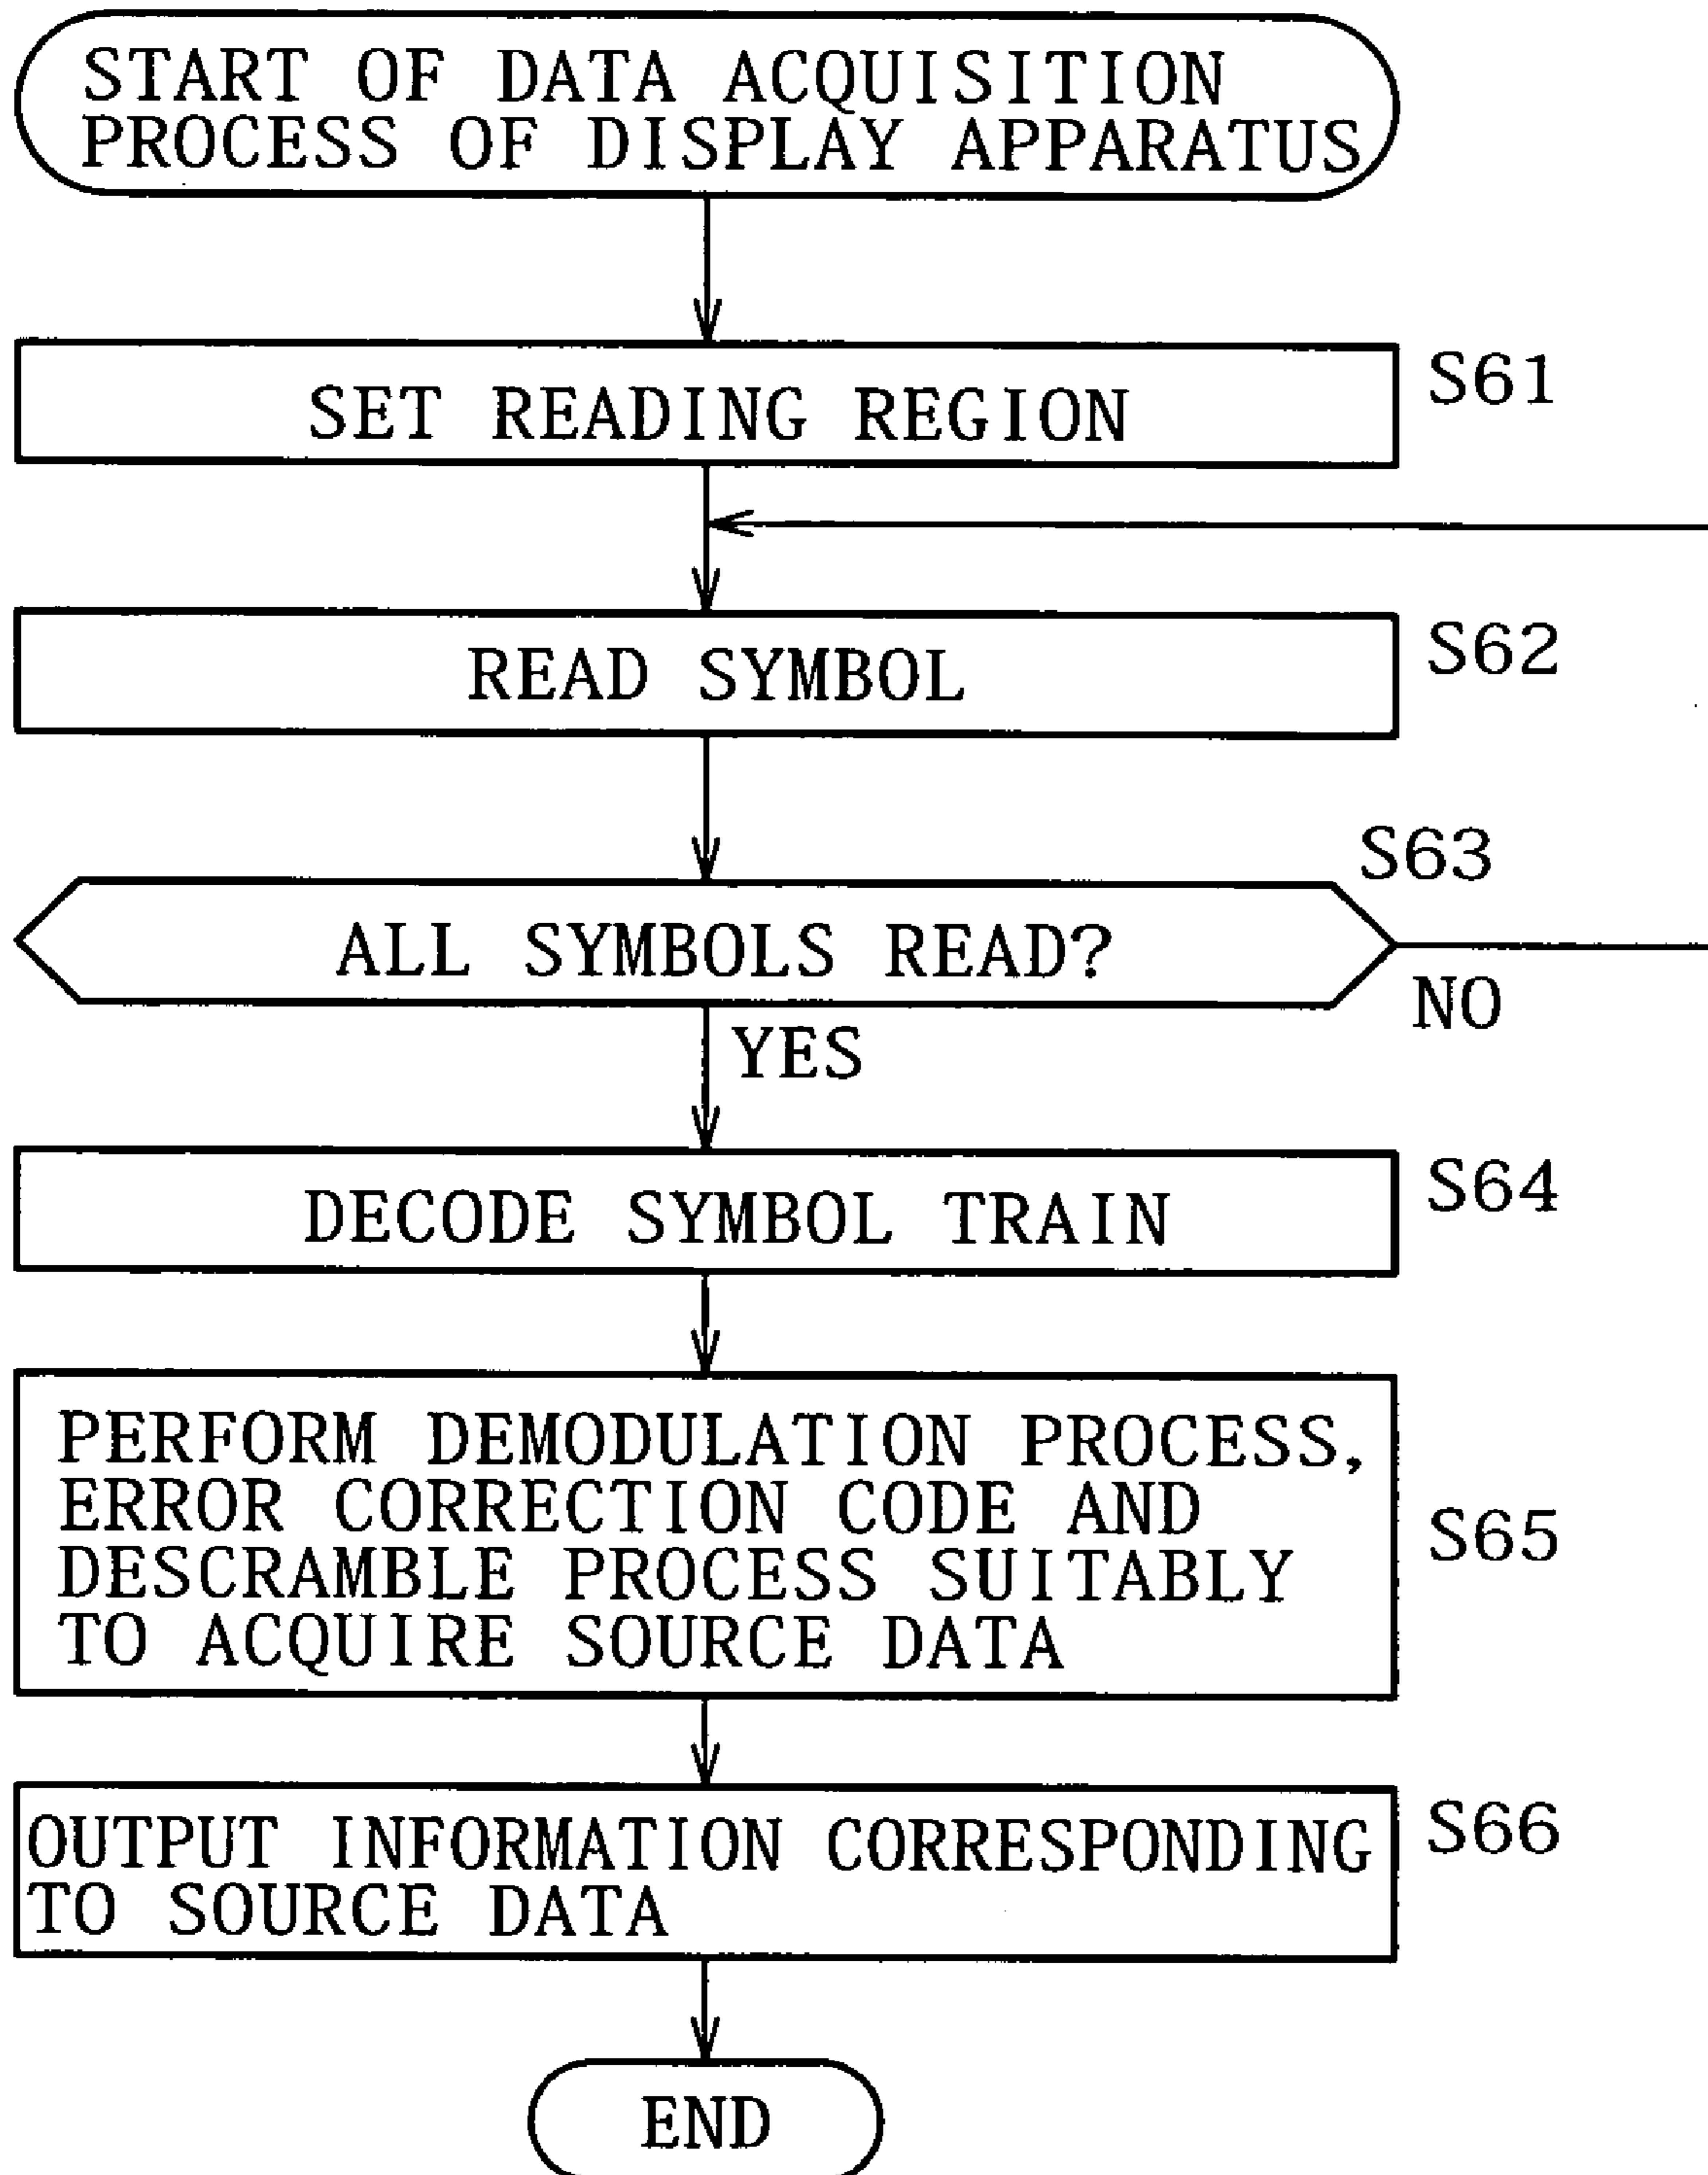 START OF DATA ACQUISITION
PROCESS OF DISPLAY APPARATUS
SET READING REGION
S61
READ SYMBOL
S62
S63
ALL SYMBOLS READ?
NO
YES
DECODE SYMBOL TRAIN
S64
PERFORM DEMODULATION PROCESS,
ERROR CORRECTION CODE AND
DESCRAMBLE PROCESS SUITABLY
TO ACQUIRE SOURCE DATA
S65
OUTPUT INFORMATION CORRESPONDING
TO SOURCE DATA
S66
END